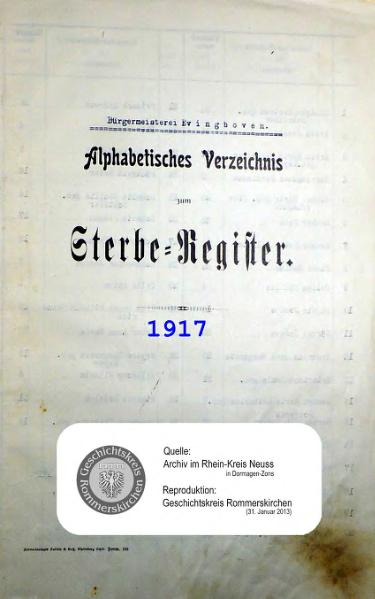 Bürgermeisterei Evinghoven.
Alphabetisches Verzeichnis
zum
Sterbe=Register.
1917
Geschichtskreis
Rommerskirchen
Quelle:
Archiv im Rhein-Kreis Neuss
in Dormagen-Zons
Reproduktion:
Geschichtskreis Rommerskirchen
(31. Januar 2013)